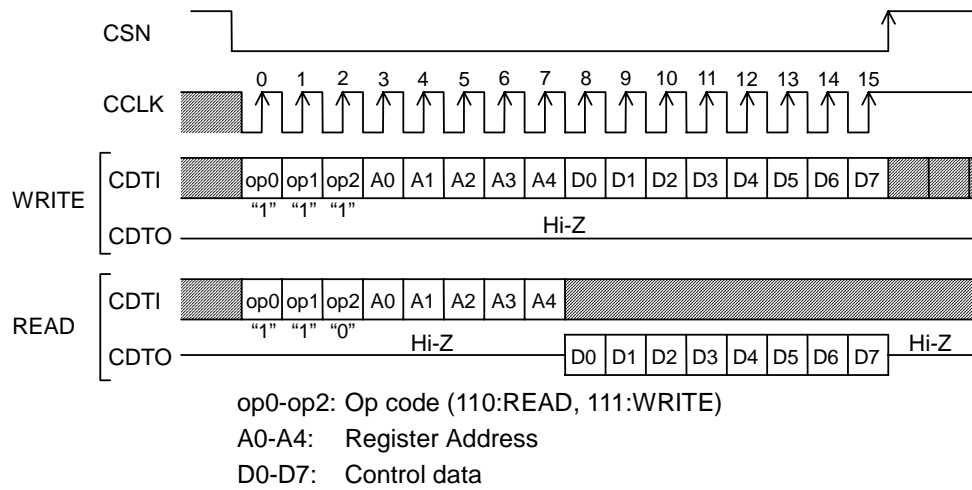 CSN
0 1 2 3 4 5 6 7 8 9 10 11 12 13 14 15
CCLK
WRITE
CDTI op0 op1 op2 A0 A1 A2 A3 A4 D0 D1 D2 D3 D4 D5 D6 D7
“1” “1” “1”
Hi-Z
CDTO
READ
CDTI op0 op1 op2 A0 A1 A2 A3 A4
“1” “1” “0”
Hi-Z Hi-Z
CDTO D0 D1 D2 D3 D4 D5 D6 D7
op0-op2: Op code (110:READ, 111:WRITE)
A0-A4: Register Address
D0-D7: Control data